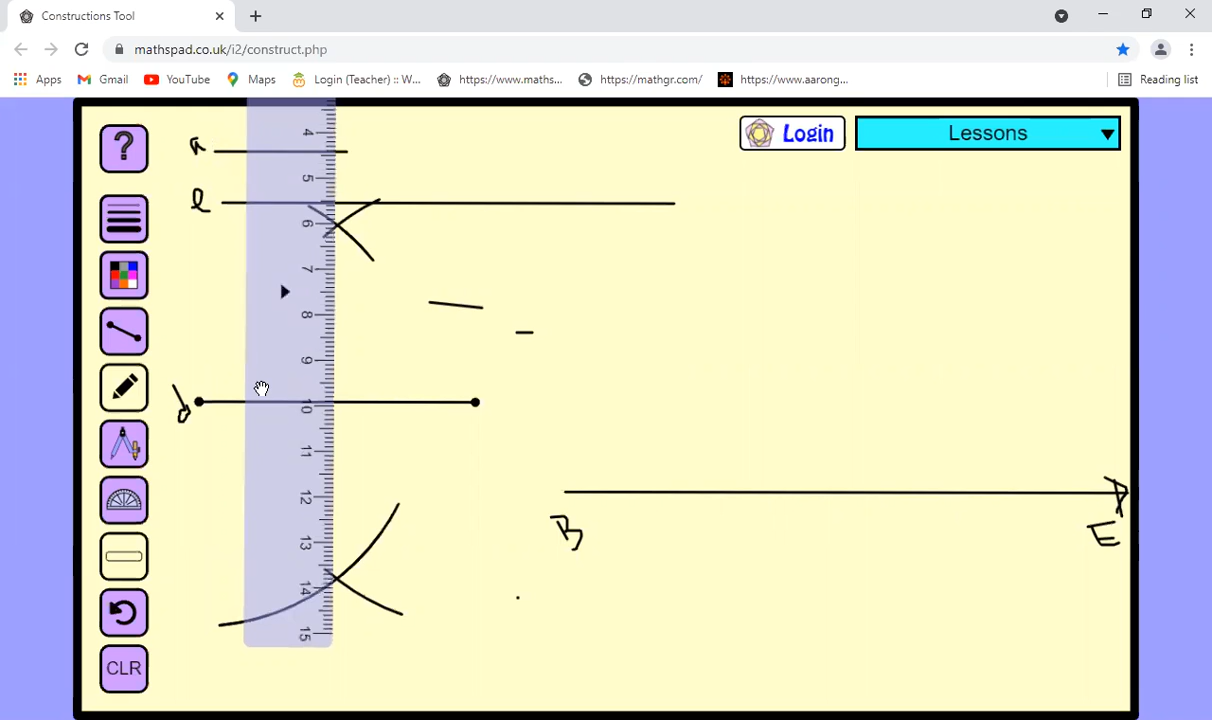 Constructions Tool
mathspad.co.uk/i2/construct.php
Apps Gmail YouTube Maps Login (Teacher) :: W... https://www.maths... https://mathgr.com/ https://www.aarong... Reading list
? Login Lessons
4
5
l
6
7
8
9
10
b
11
12
13
B E
14
15
CLR